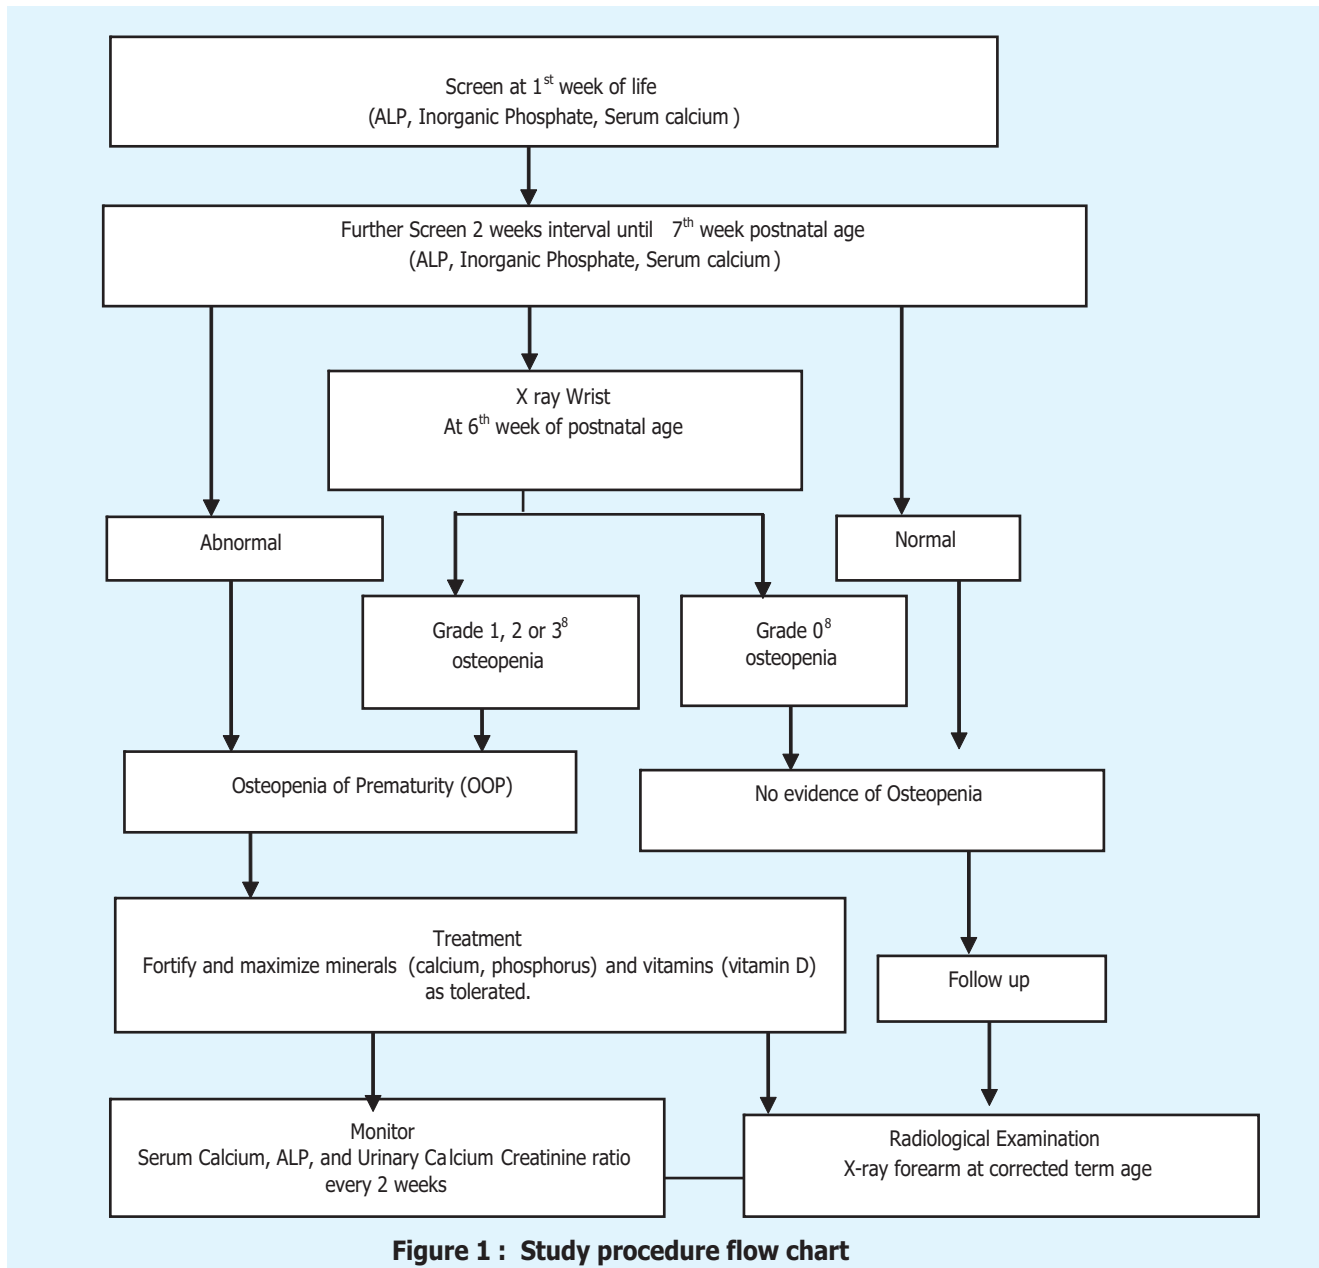 Screen at 1st week of life
(ALP, Inorganic Phosphate, Serum calcium )
Further Screen 2 weeks interval until 7th week postnatal age
(ALP, Inorganic Phosphate, Serum calcium )
X ray Wrist
At 6th week of postnatal age
Abnormal
Normal
Grade 1, 2 or 3⁸
osteopenia
Grade 0⁸
osteopenia
Osteopenia of Prematurity (OOP)
No evidence of Osteopenia
Treatment
Fortify and maximize minerals (calcium, phosphorus) and vitamins (vitamin D)
as tolerated.
Follow up
Monitor
Serum Calcium, ALP, and Urinary Calcium Creatinine ratio
every 2 weeks
Radiological Examination
X-ray forearm at corrected term age
Figure 1 : Study procedure flow chart